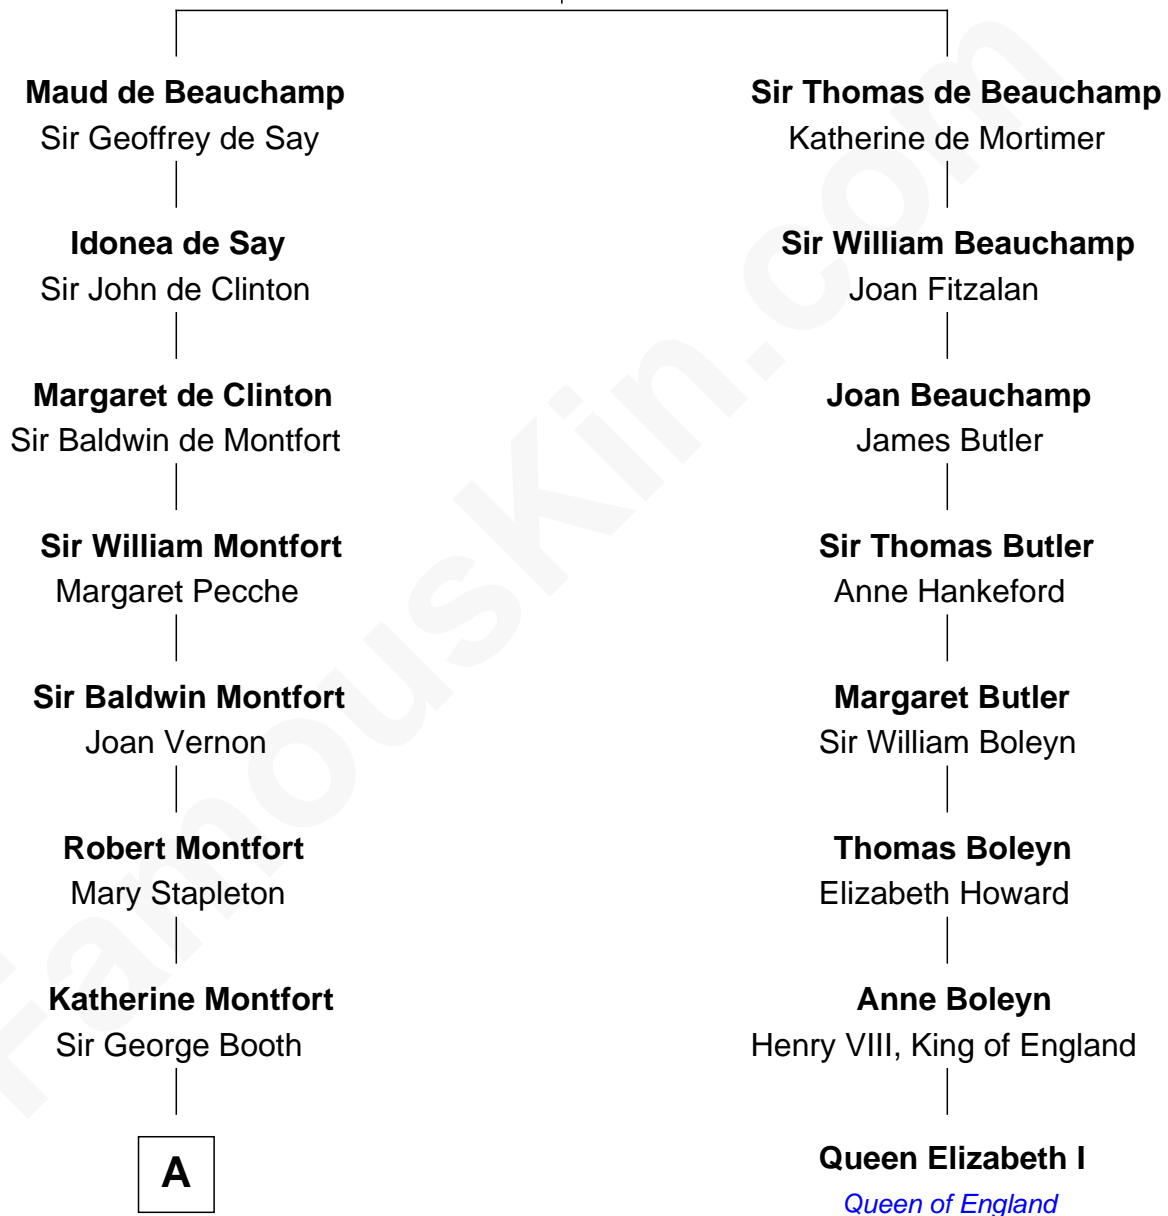 Maud de Beauchamp
Sir Geoffrey de Say
Idonea de Say
Sir John de Clinton
Margaret de Clinton
Sir Baldwin de Montfort
Sir William Montfort
Margaret Pecche
Sir Baldwin Montfort
Joan Vernon
Robert Montfort
Mary Stapleton
Katherine Montfort
Sir George Booth
A
Sir Thomas de Beauchamp
Katherine de Mortimer
Sir William Beauchamp
Joan Fitzalan
Joan Beauchamp
James Butler
Sir Thomas Butler
Anne Hankeford
Margaret Butler
Sir William Boleyn
Thomas Boleyn
Elizabeth Howard
Anne Boleyn
Henry VIII, King of England
Queen Elizabeth I
Queen of England
FamousKin.com